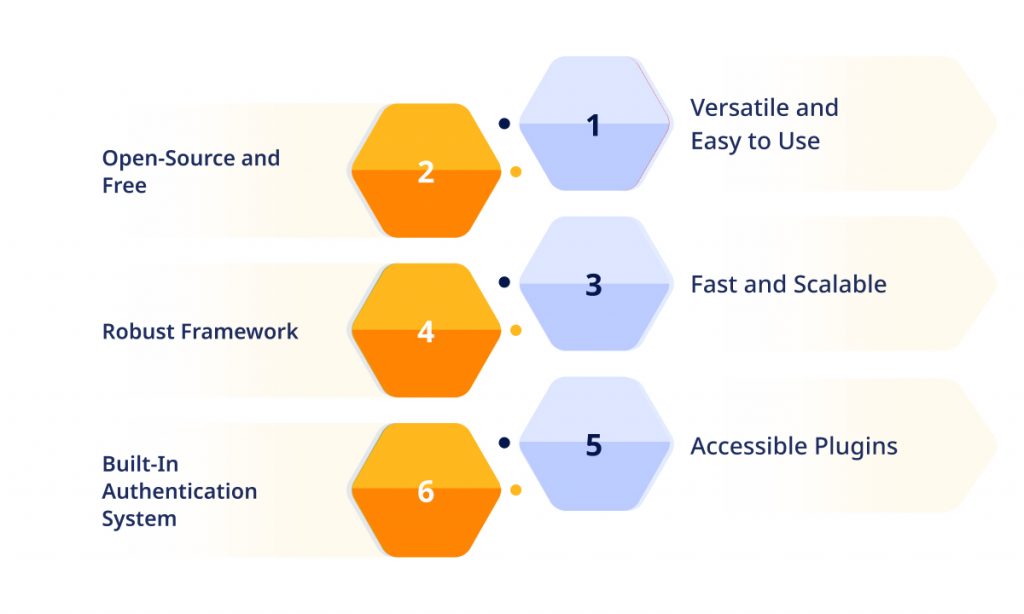 1
Versatile and
Easy to Use
2
Open-Source and
Free
3
Fast and Scalable
4
Robust Framework
5
Accessible Plugins
6
Built-In
Authentication
System